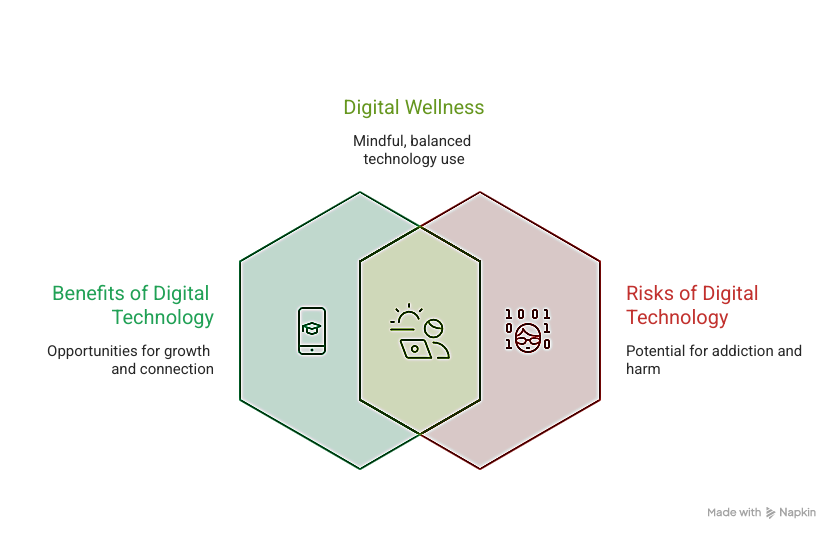 Digital Wellness
Mindful, balanced
technology use
Benefits of Digital
Technology
Opportunities for growth
and connection
1 0 0 1
0 1
1 0
Risks of Digital
Technology
Potential for addiction and
harm
Made with Napkin